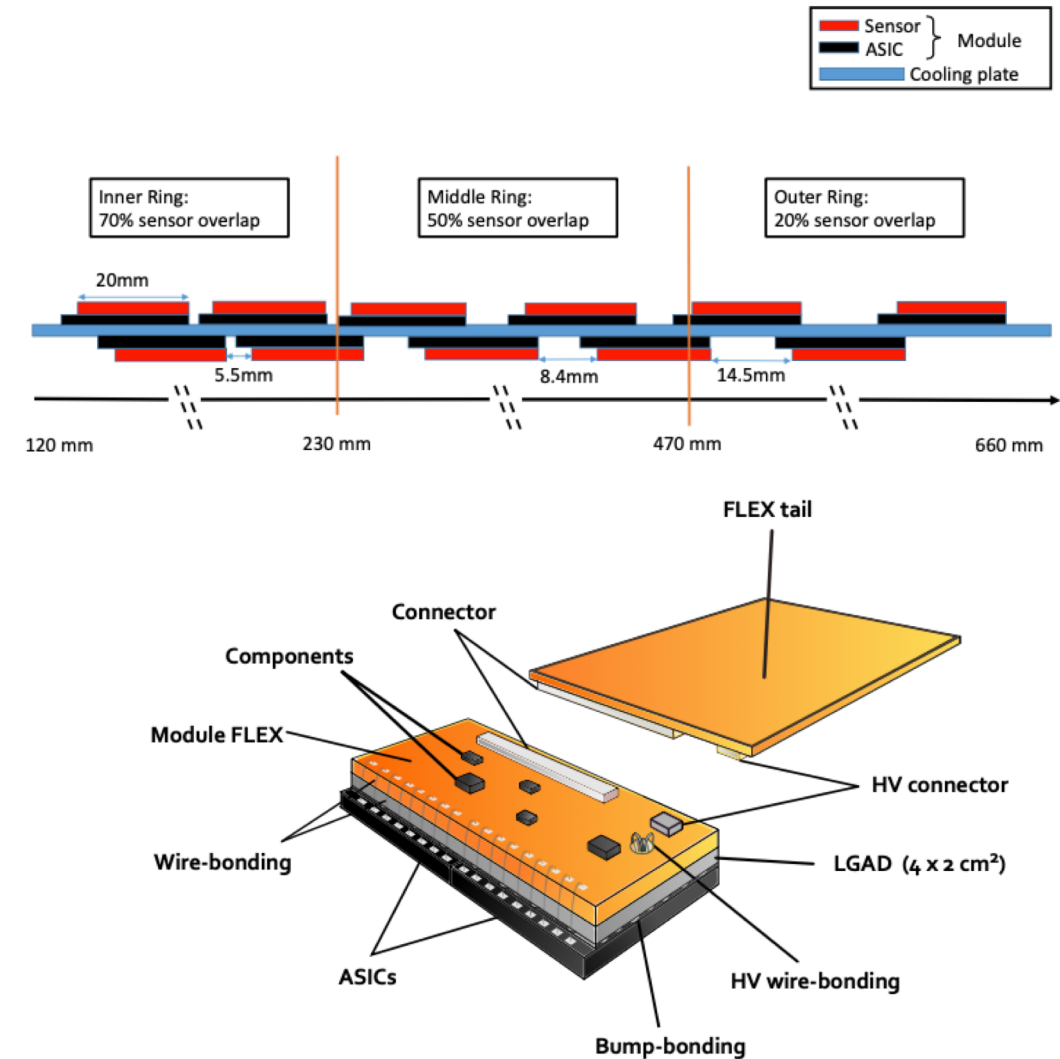 Sensor
ASIC
Module
Cooling plate
Inner Ring:
70% sensor overlap
Middle Ring:
50% sensor overlap
Outer Ring:
20% sensor overlap
20mm
5.5mm
8.4mm
14.5mm
120 mm
230 mm
470 mm
660 mm
FLEX tail
Connector
Components
Module FLEX
HV connector
Wire-bonding
LGAD (4 x 2 cm²)
ASICs
HV wire-bonding
Bump-bonding